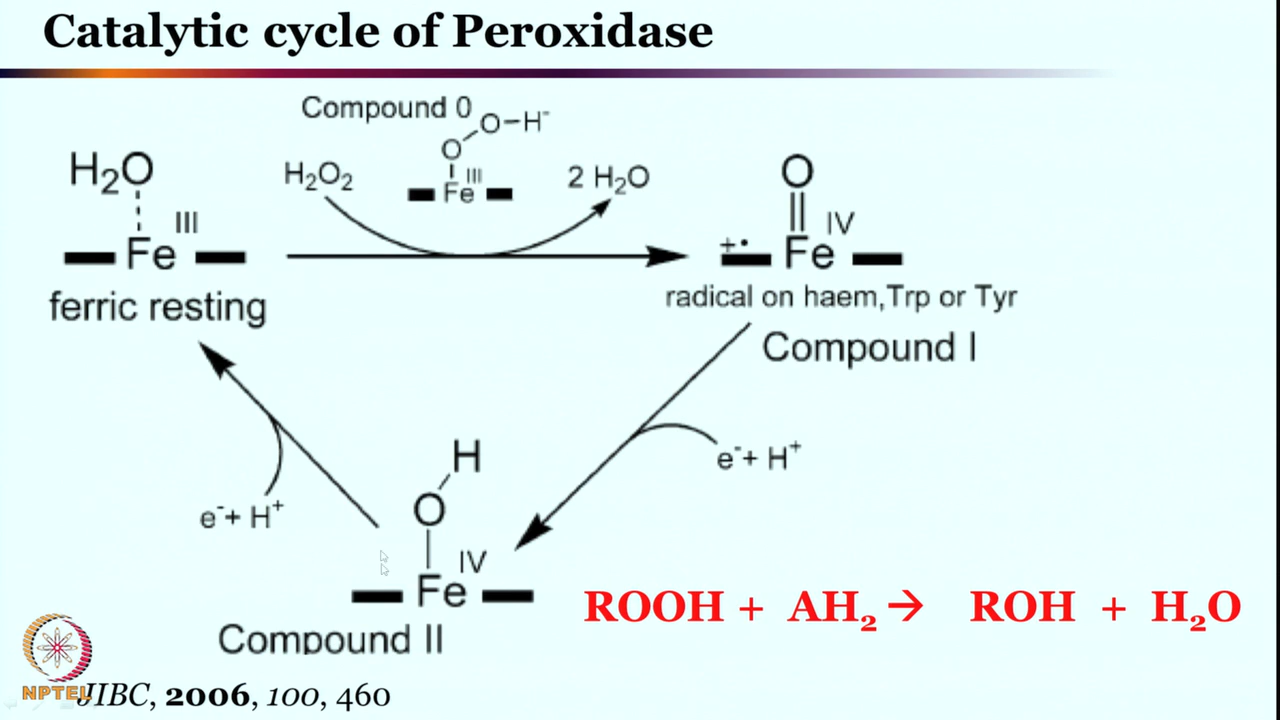 Catalytic cycle of Peroxidase
Compound 0
O–H⁻
O
H₂O₂
III
Fe
2 H₂O
H₂O
III
Fe
ferric resting
O
IV
+•
Fe
radical on haem,Trp or Tyr
Compound I
e⁻+ H⁺
H
O
IV
Fe
Compound II
e⁻+ H⁺
ROOH + AH₂ → ROH + H₂O
NPTEL
JIBC, 2006, 100, 460